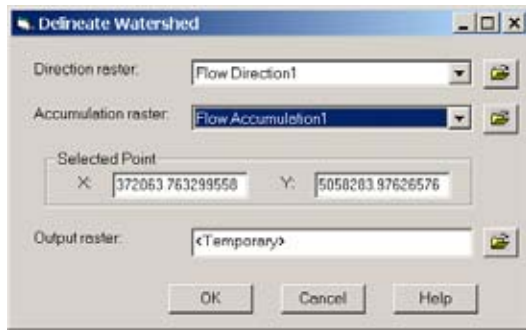 Delineate Watershed
Direction raster: Flow Direction1
Accumulation raster: Flow Accumulation1
Selected Point
X: 372063.763299558 Y: 5058283.97626576
Output raster: <Temporary>
OK Cancel Help